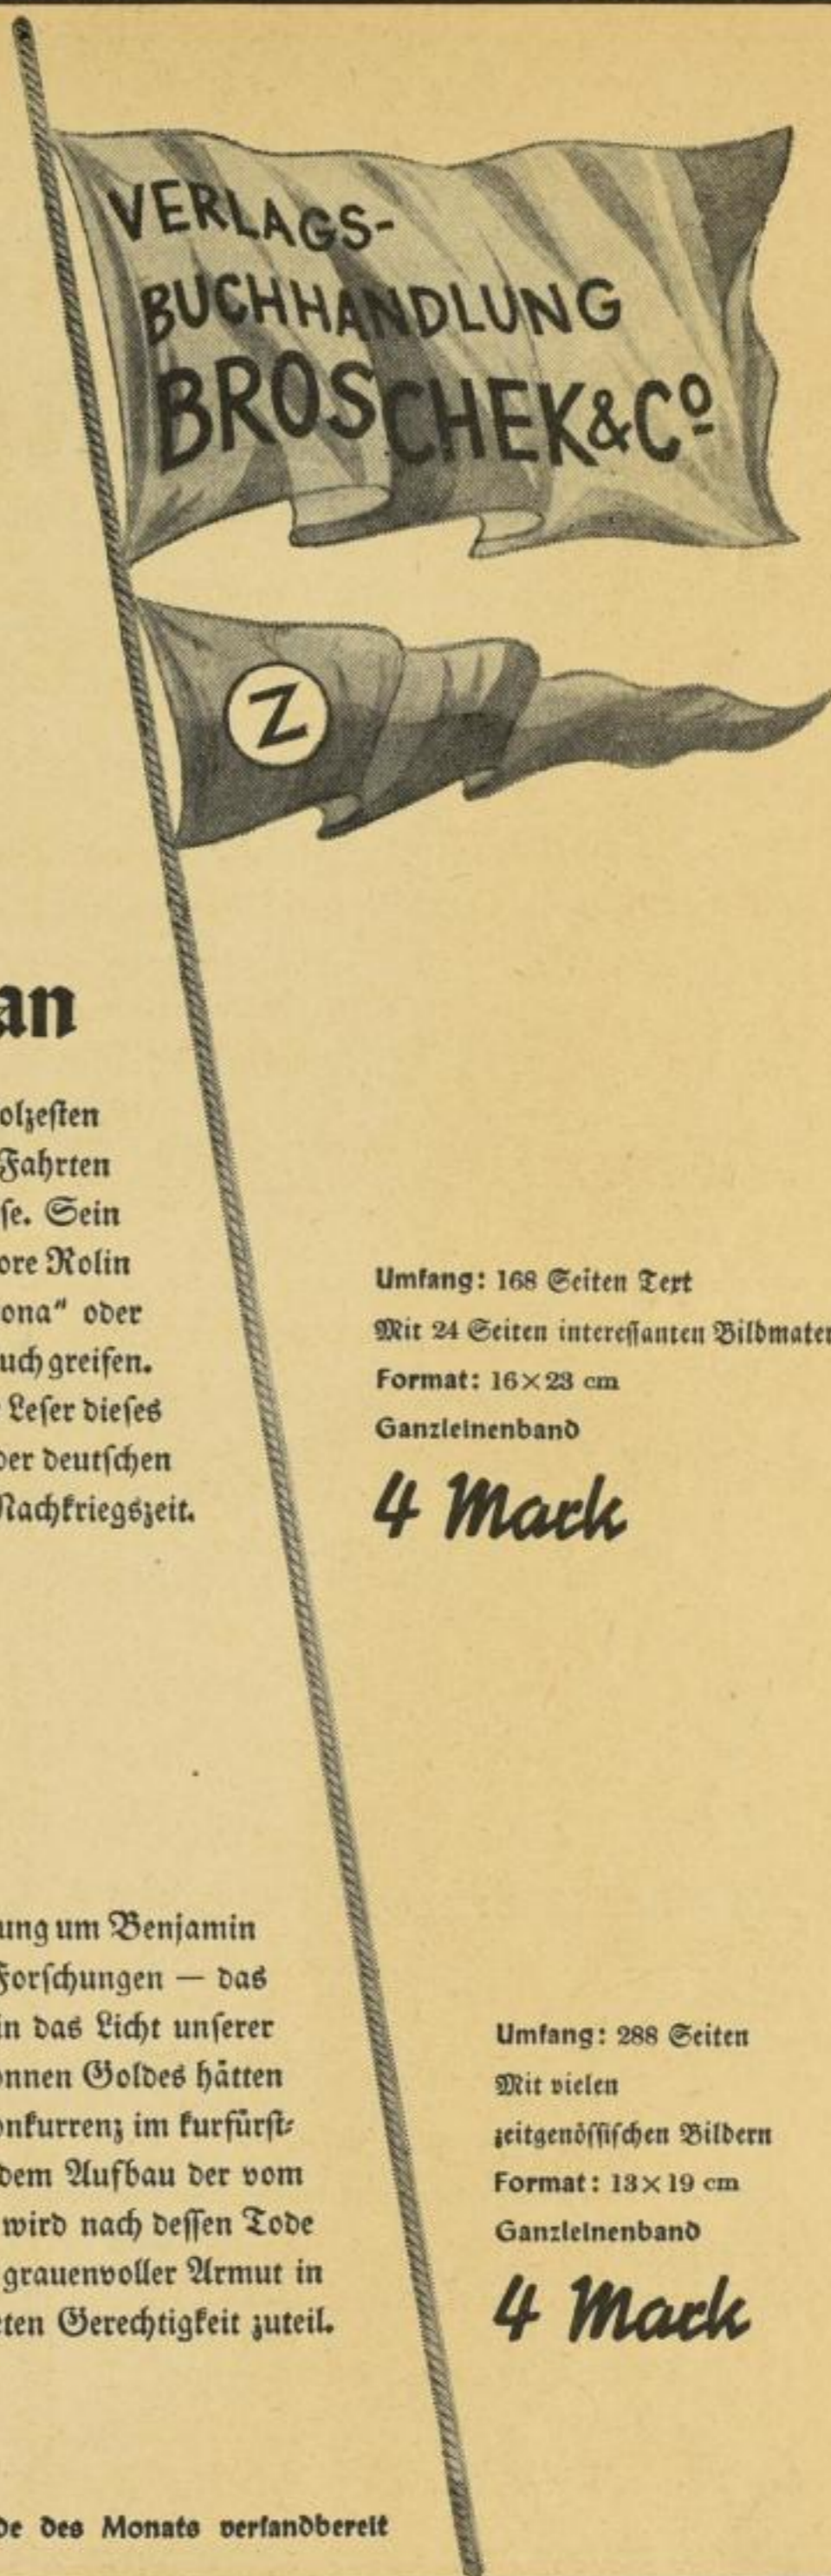 VERLAGS-
BUCHHANDLUNG
BROSCHEK & Cº
Z
an
olzesten
Fahrten
se. Sein
ore Rolin
ona“ oder
uch greifen.
Leser dieses
der deutschen
Nachkriegszeit.
Umfang: 168 Seiten Text
Mit 24 Seiten interessanten Bildmater
Format: 16×23 cm
Ganzleinenband
4 Mark
ung um Benjamin
Forschungen — das
in das Licht unserer
onnen Goldes hätten
onkurrenz im kurfürst-
dem Aufbau der vom
wird nach dessen Tode
grauenvoller Armut in
ten Gerechtigkeit zuteil.
Umfang: 288 Seiten
Mit vielen
zeitgenössischen Bildern
Format: 13×19 cm
Ganzleinenband
4 Mark
de des Monats versandbereit